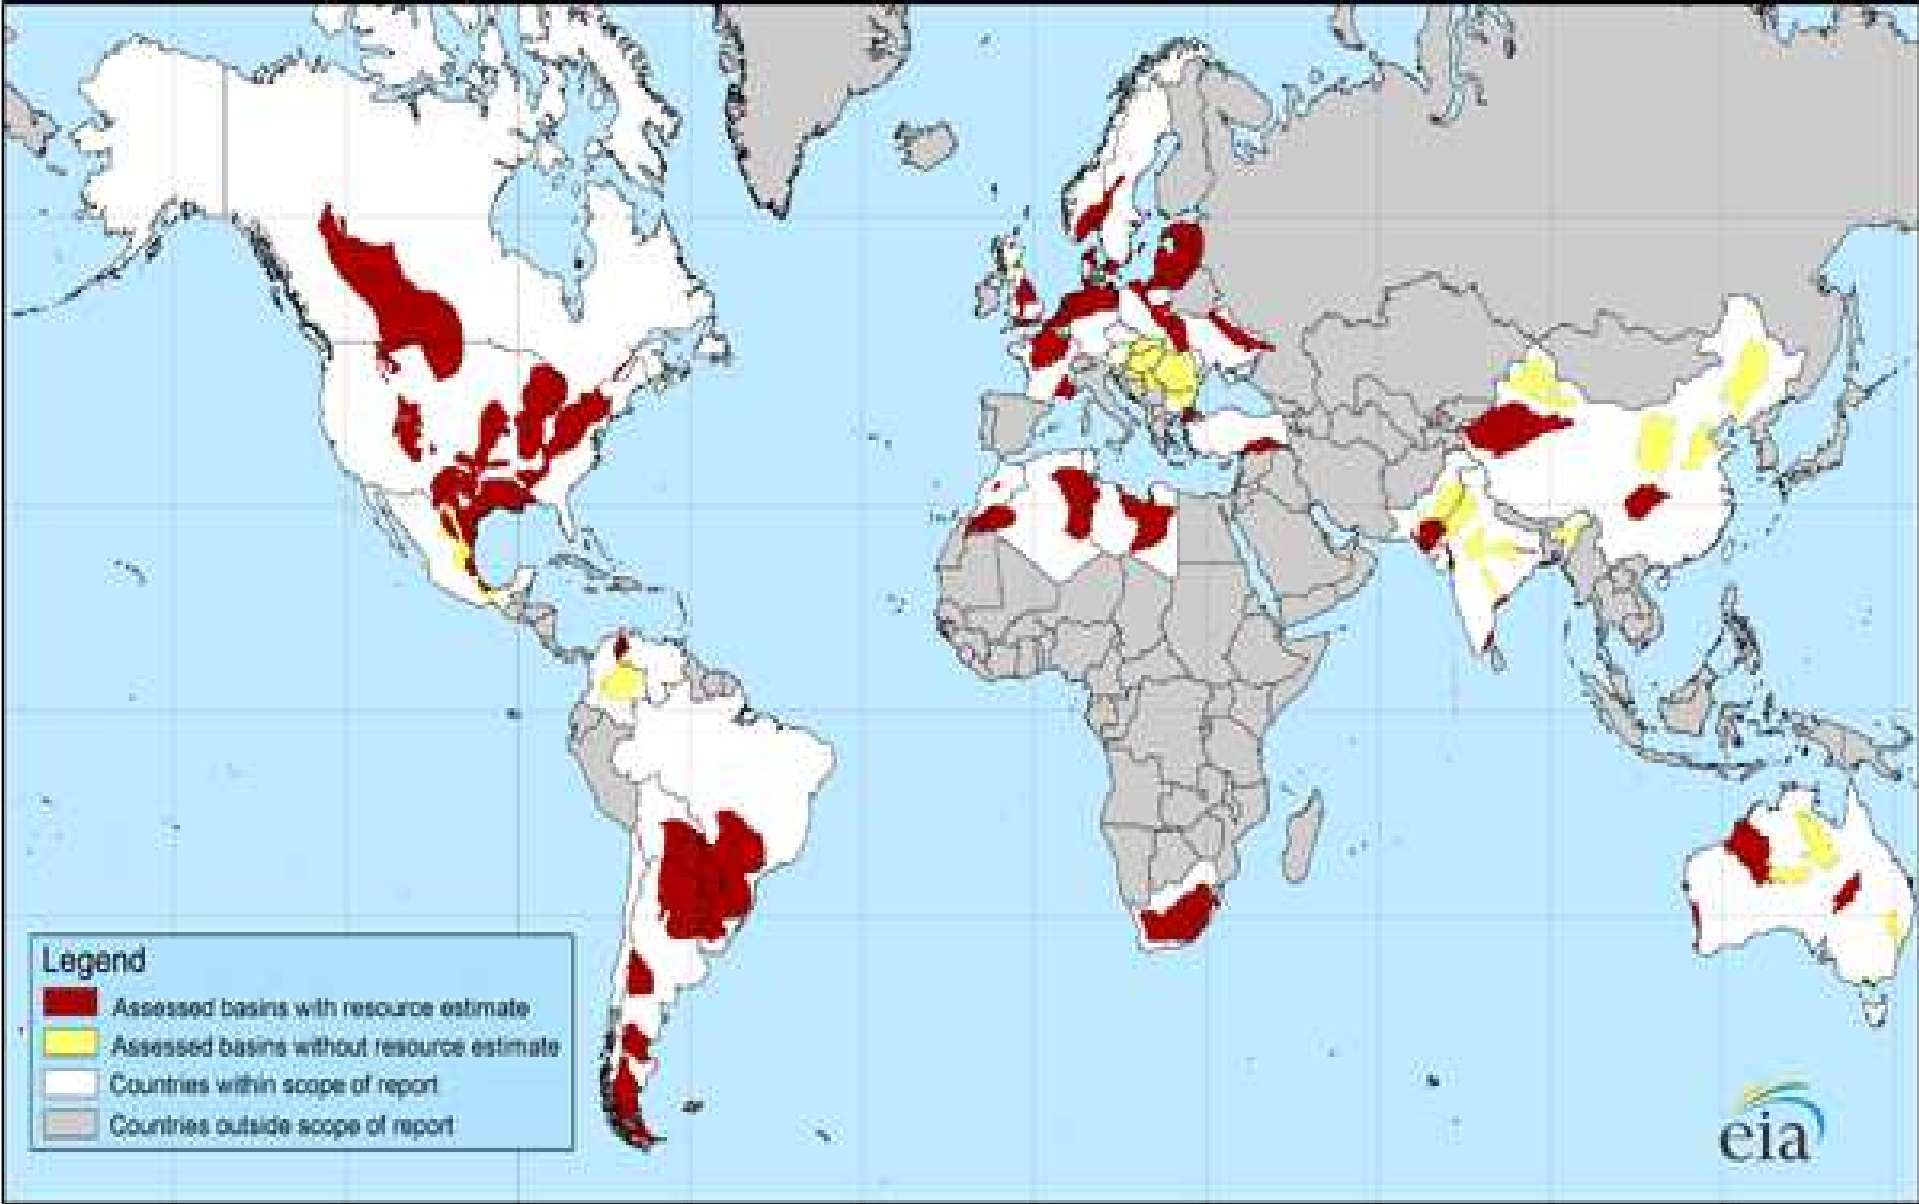 Legend
Assessed basins with resource estimate
Assessed basins without resource estimate
Countries within scope of report
Countries outside scope of report
eia